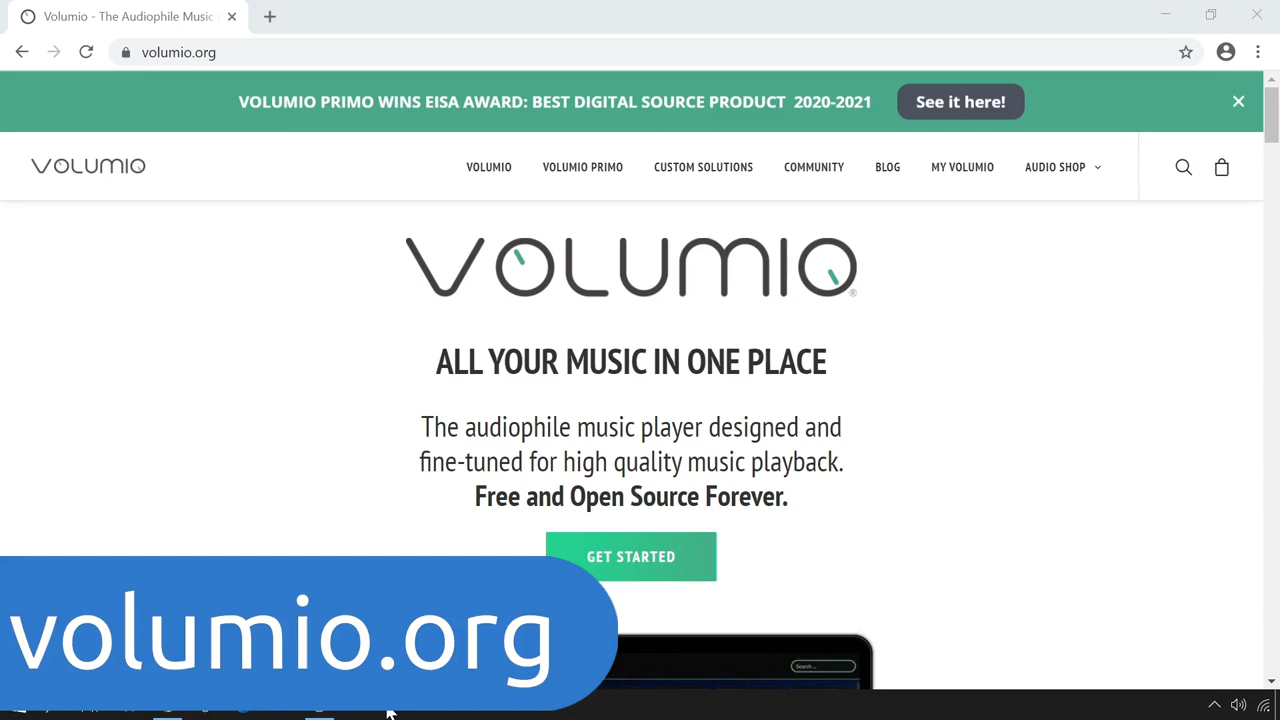 Volumio - The Audiophile Music
volumio.org
VOLUMIO PRIMO WINS EISA AWARD: BEST DIGITAL SOURCE PRODUCT 2020-2021
See it here!
VOLUMIO
VOLUMIO
VOLUMIO PRIMO
CUSTOM SOLUTIONS
COMMUNITY
BLOG
MY VOLUMIO
AUDIO SHOP
VOLUMIO®
ALL YOUR MUSIC IN ONE PLACE
The audiophile music player designed and
fine-tuned for high quality music playback.
Free and Open Source Forever.
GET STARTED
volumio.org
Search ...